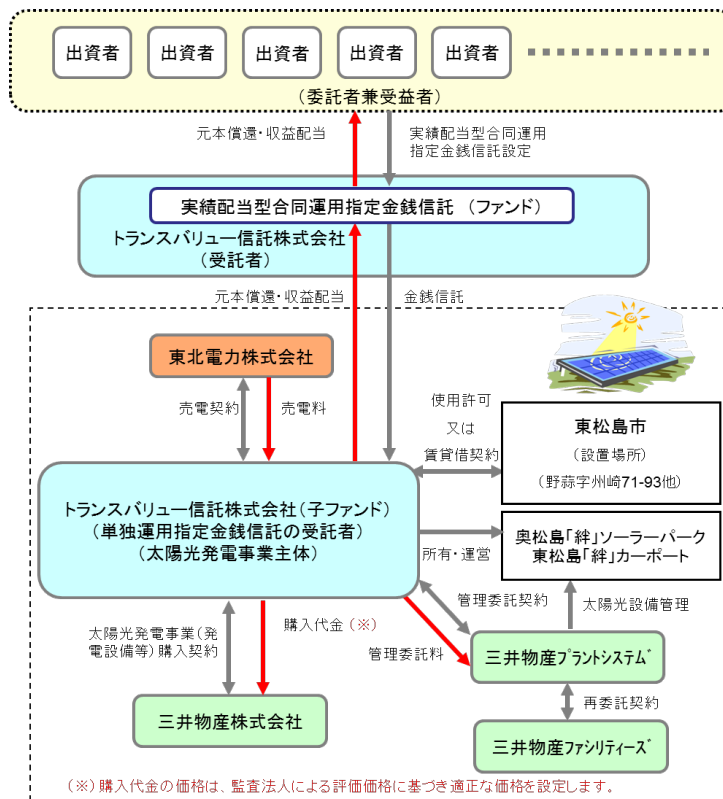 出資者 出資者 出資者 出資者 出資者
(委託者兼受益者)
元本償還・収益配当
実績配当型合同運用
指定金銭信託設定
実績配当型合同運用指定金銭信託 (ファンド)
トランスバリュー信託株式会社
(受託者)
元本償還・収益配当
金銭信託
東北電力株式会社
売電契約
売電料
使用許可
又は
賃貸借契約
東松島市
(設置場所)
(野蒜字州崎71-93他)
トランスバリュー信託株式会社(子ファンド)
(単独運用指定金銭信託の受託者)
(太陽光発電事業主体)
所有・運営
奥松島「絆」ソーラーパーク
東松島「絆」カーポート
管理委託契約
太陽光設備管理
太陽光発電事業(発
電設備等)購入契約
購入代金(※)
管理委託料
三井物産プラントシステム
三井物産株式会社
再委託契約
三井物産ファシリティーズ
(※)購入代金の価格は、監査法人による評価価格に基づき適正な価格を設定します。